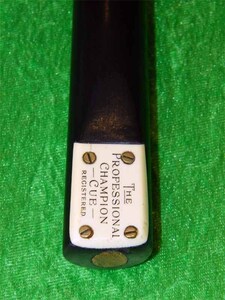 THE
PROFESSIONAL
CHAMPION
– CUE –
REGISTERED